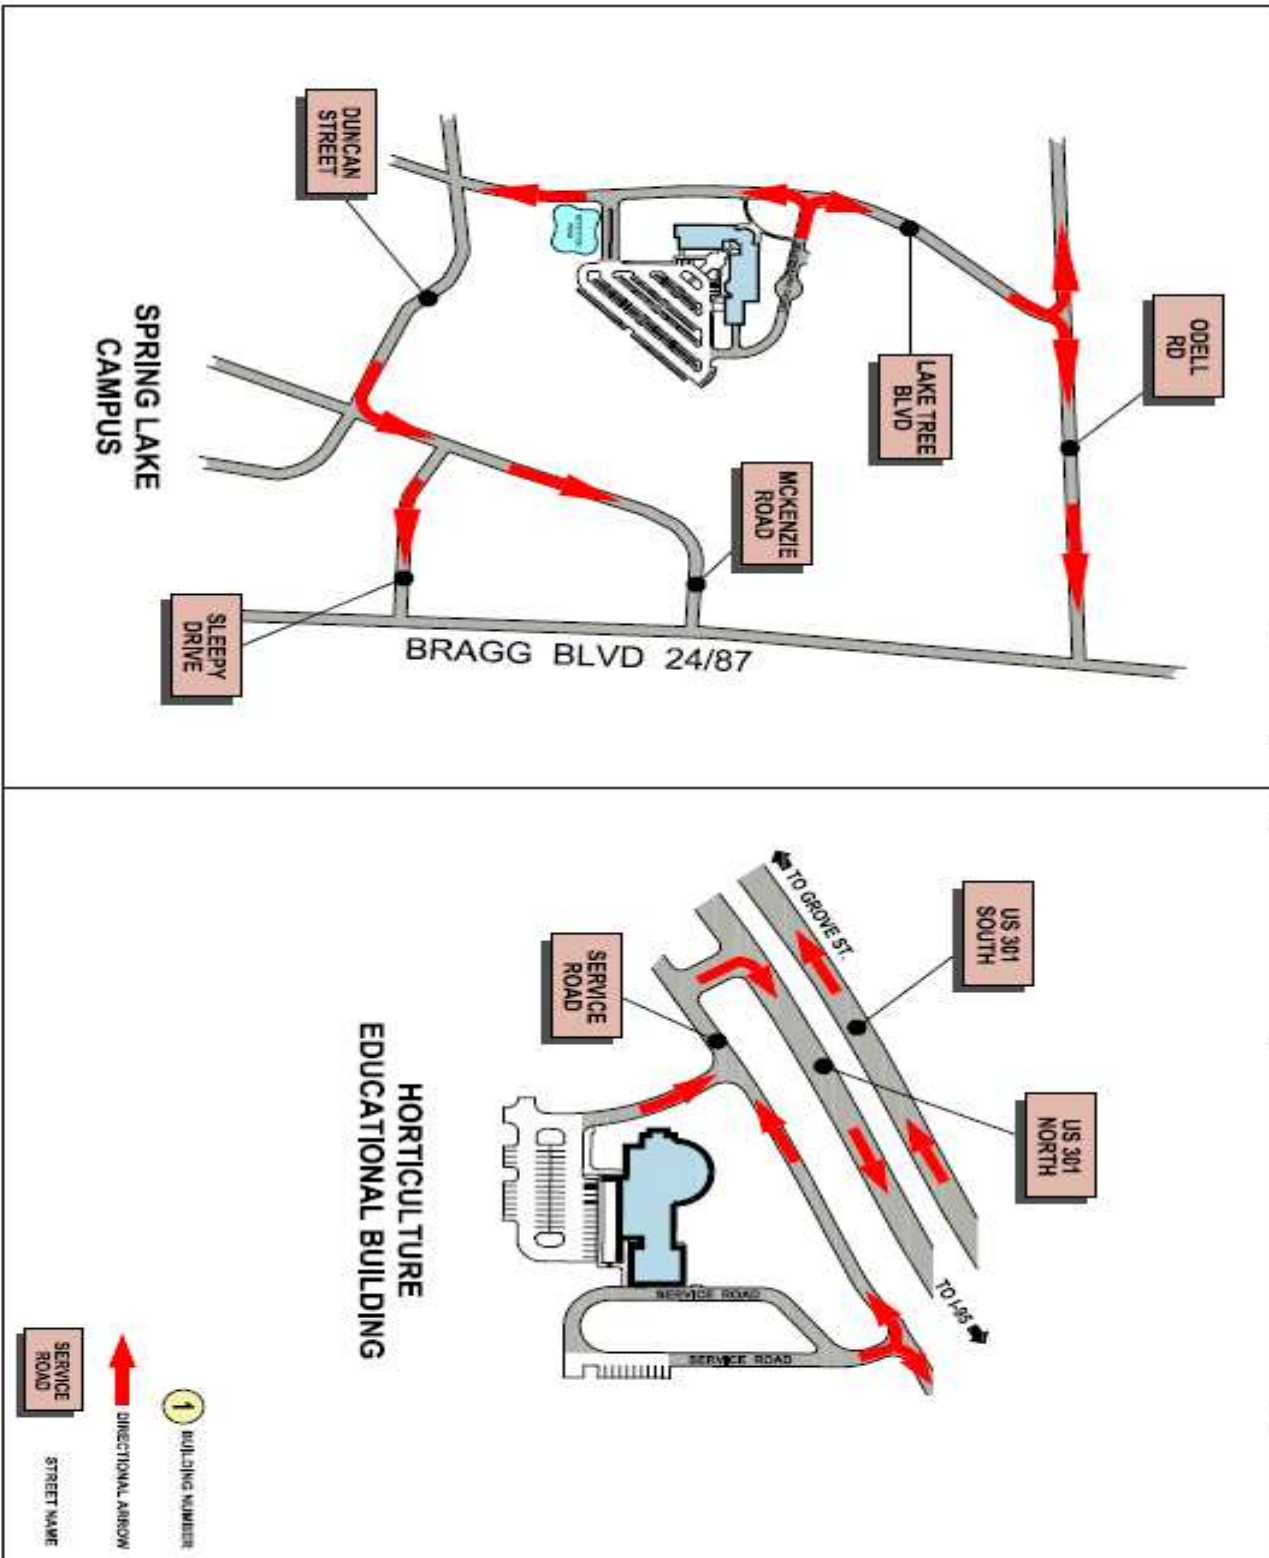 ODELL
RD
LAKE TREE
BLVD
MCKENZIE
ROAD
DUNCAN
STREET
SLEEPY
DRIVE
BRAGG BLVD 24/87
SPRING LAKE
CAMPUS
US 301
SOUTH
US 301
NORTH
TO GROVE ST.
TO I-95
SERVICE
ROAD
SERVICE ROAD
SERVICE ROAD
HORTICULTURE
EDUCATIONAL BUILDING
1 BUILDING NUMBER
DIRECTIONAL ARROW
SERVICE
ROAD
STREET NAME